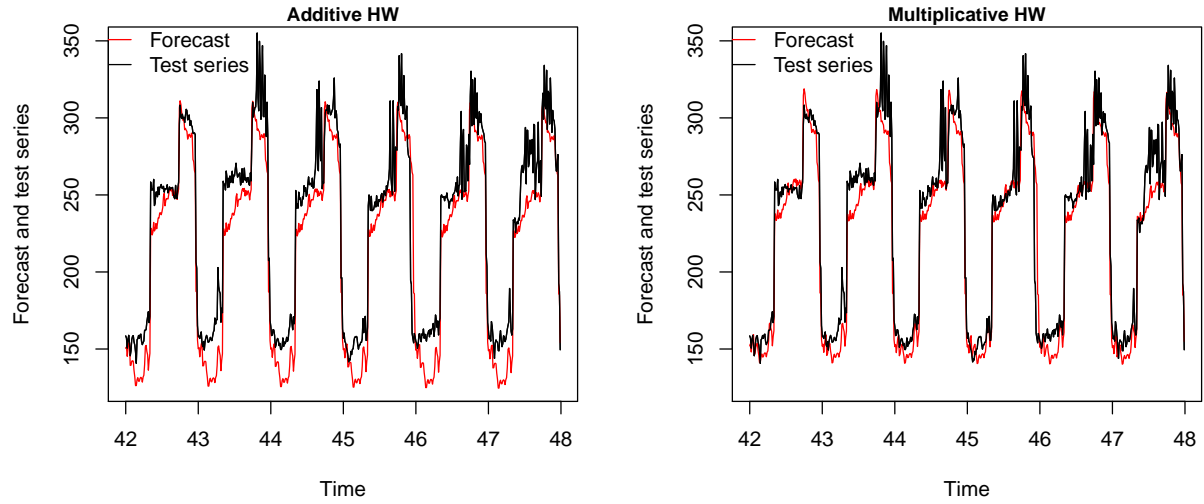 Additive HW
Forecast
Test series
Forecast and test series
350
300
250
200
150
42 43 44 45 46 47 48
Time
Multiplicative HW
Forecast
Test series
Forecast and test series
350
300
250
200
150
42 43 44 45 46 47 48
Time